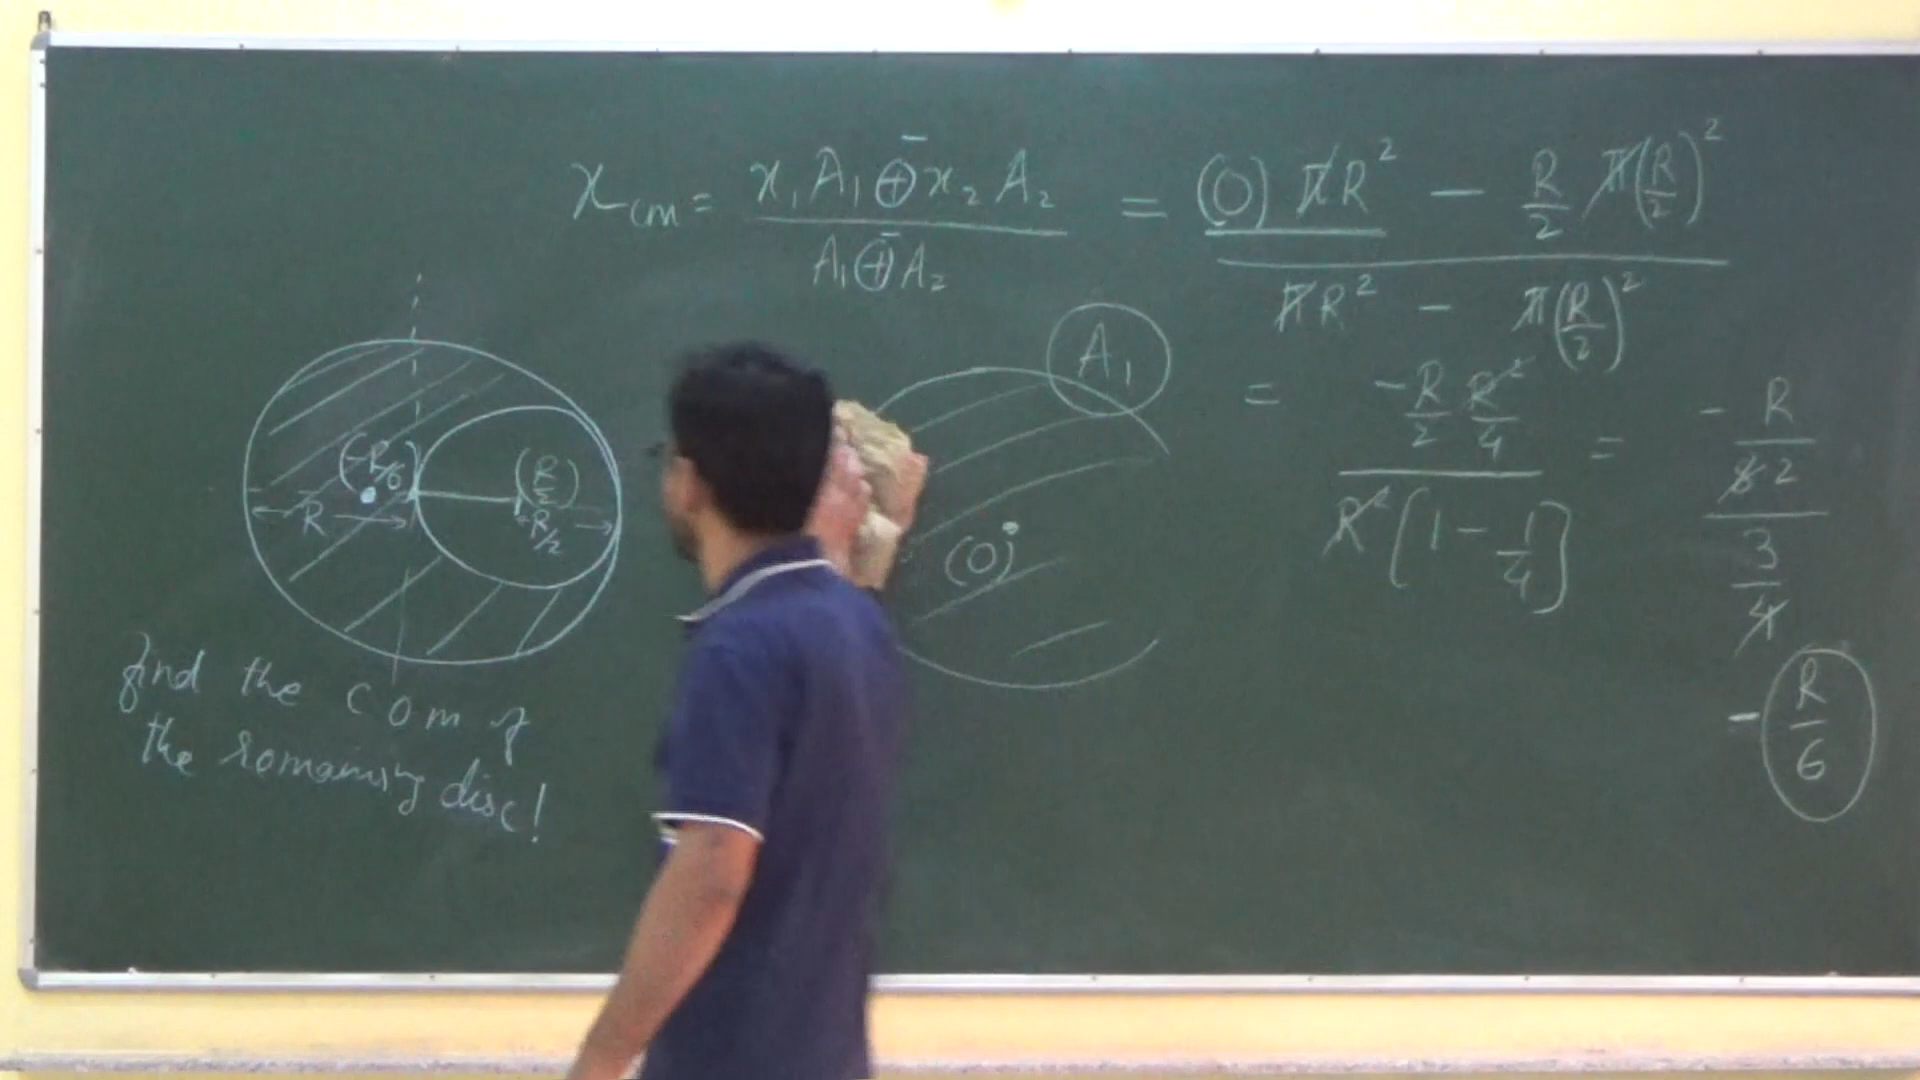 x_cm = (x₁A₁ ⊕ x₂A₂) / (A₁ ⊕ A₂) = ((0) πR² − R/2 π(R/2)²) / (πR² − π(R/2)²)
−
−
A₁
= (−R/2 R²/4) / (R² [1 − 1/4]) = (−R / 8 2) / (3/4)
(−R/6)
(R/2)
R
R/2
(0)
find the com of
the remaining disc!
− R/6